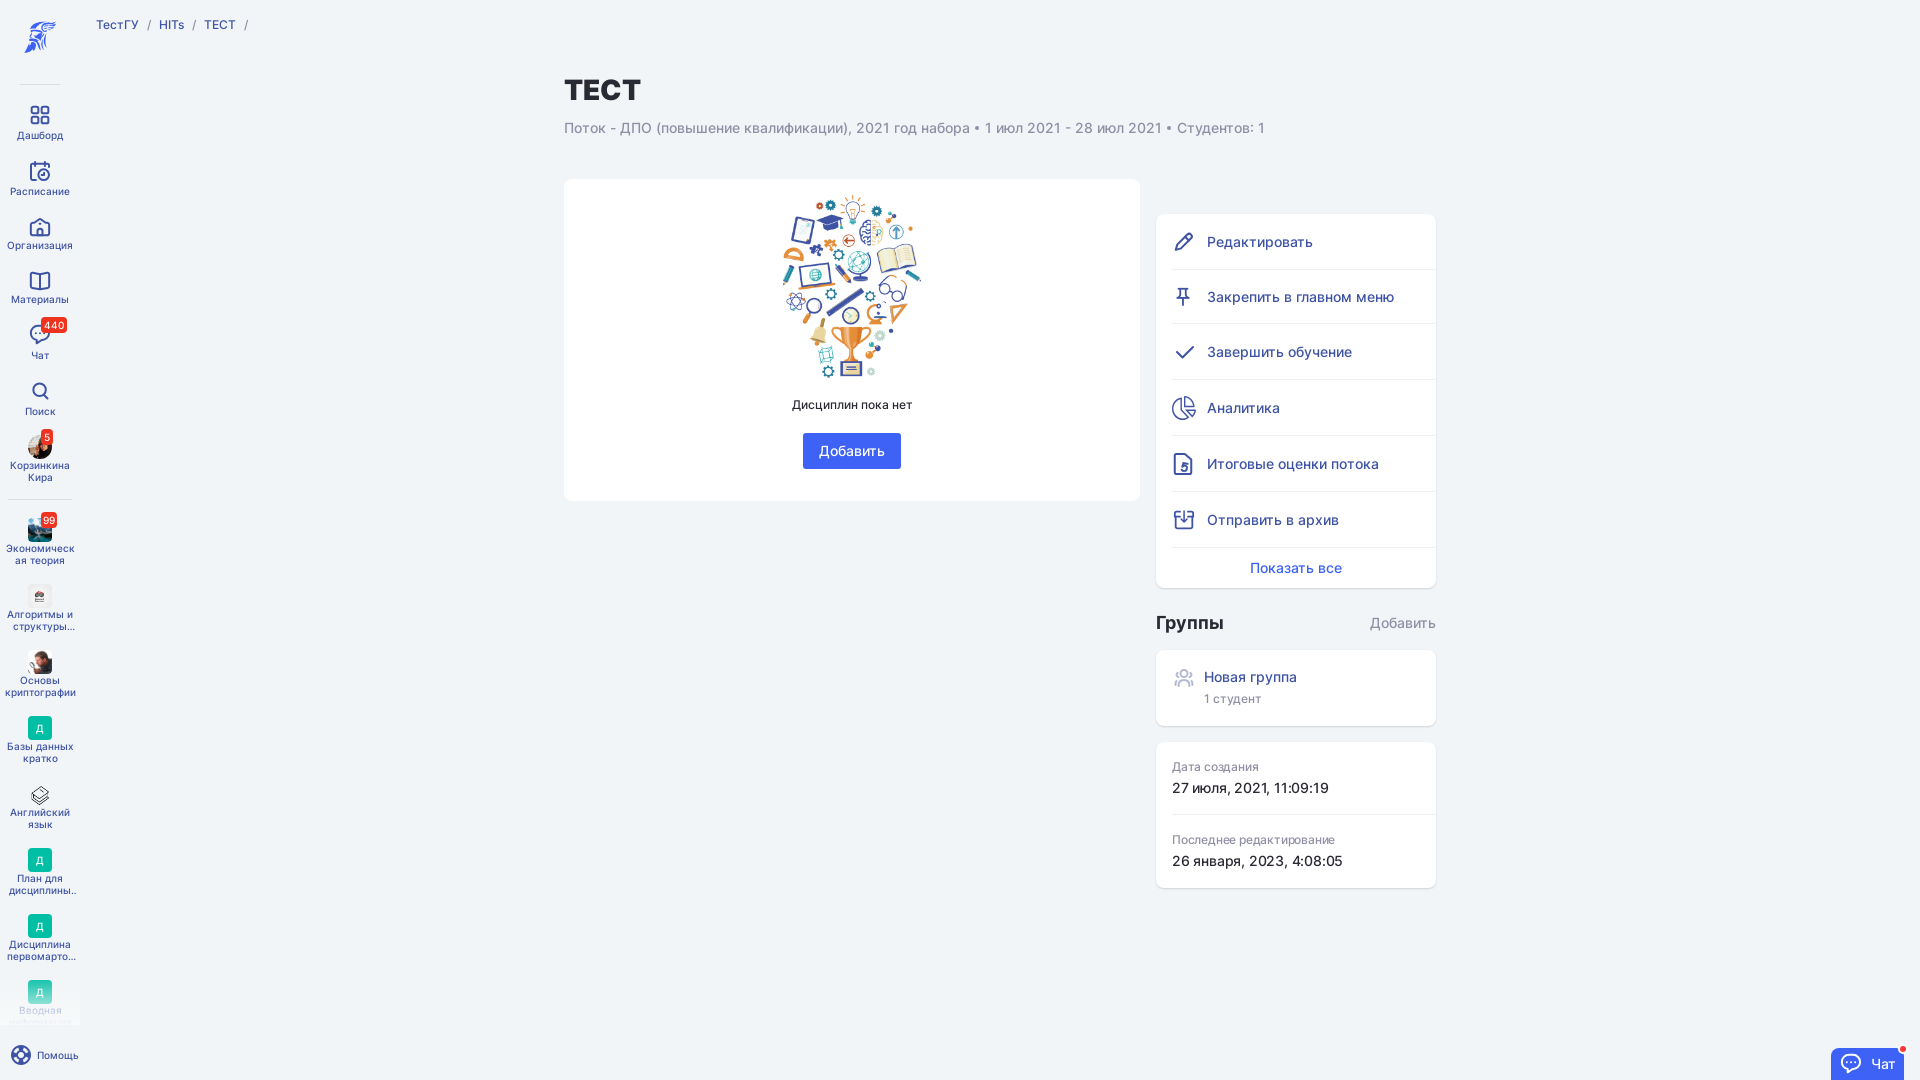 ТестГУ / HITs / ТЕСТ /
ТЕСТ
Поток - ДПО (повышение квалификации), 2021 год набора • 1 июл 2021 - 28 июл 2021 • Студентов: 1
Дашборд
Расписание
Организация
Материалы
440
Чат
Поиск
5
Корзинкина
Кира
99
Экономическ
ая теория
Алгоритмы и
структуры...
Основы
криптографии
Д
Базы данных
кратко
Английский
язык
Д
План для
дисциплины..
Д
Дисциплина
первомарто...
Д
Вводная
Помощь
Дисциплин пока нет
Добавить
Редактировать
Закрепить в главном меню
Завершить обучение
Аналитика
Итоговые оценки потока
Отправить в архив
Показать все
Группы
Добавить
Новая группа
1 студент
Дата создания
27 июля, 2021, 11:09:19
Последнее редактирование
26 января, 2023, 4:08:05
Чат